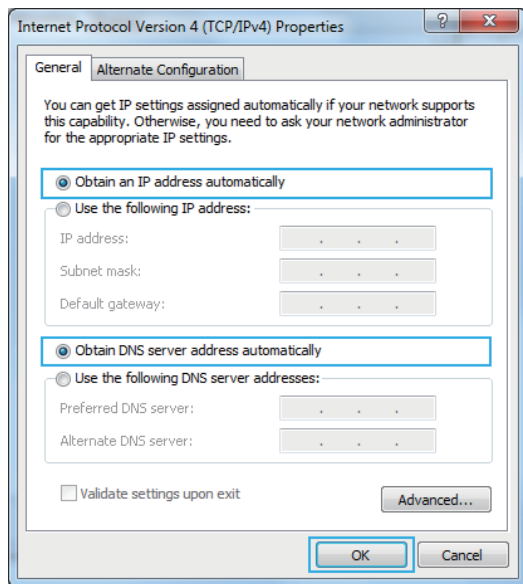 Internet Protocol Version 4 (TCP/IPv4) Properties
General
Alternate Configuration
You can get IP settings assigned automatically if your network supports
this capability. Otherwise, you need to ask your network administrator
for the appropriate IP settings.
Obtain an IP address automatically
Use the following IP address:
IP address:
Subnet mask:
Default gateway:
Obtain DNS server address automatically
Use the following DNS server addresses:
Preferred DNS server:
Alternate DNS server:
Validate settings upon exit
Advanced...
OK
Cancel